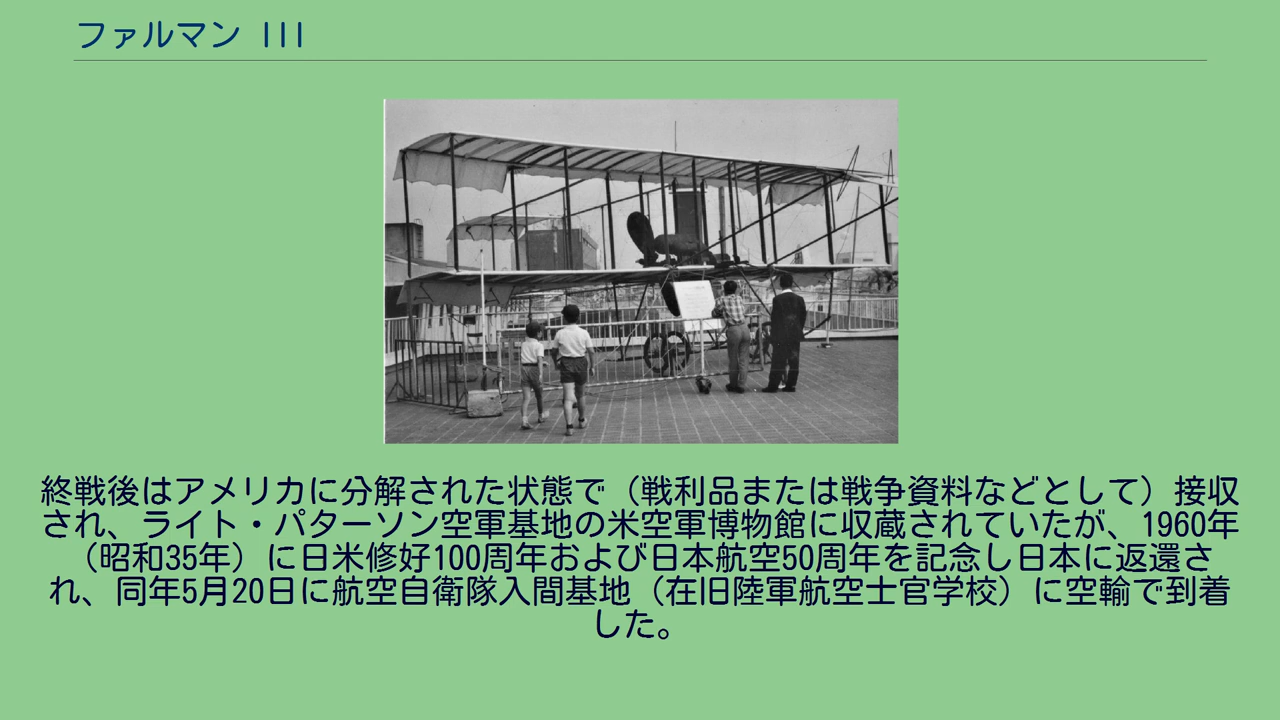 ファルマン III
終戦後はアメリカに分解された状態で（戦利品または戦争資料などとして）接収
され、ライト・パターソン空軍基地の米空軍博物館に収蔵されていたが、1960年
（昭和35年）に日米修好100周年および日本航空50周年を記念し日本に返還さ
れ、同年5月20日に航空自衛隊入間基地（在旧陸軍航空士官学校）に空輸で到着
した。